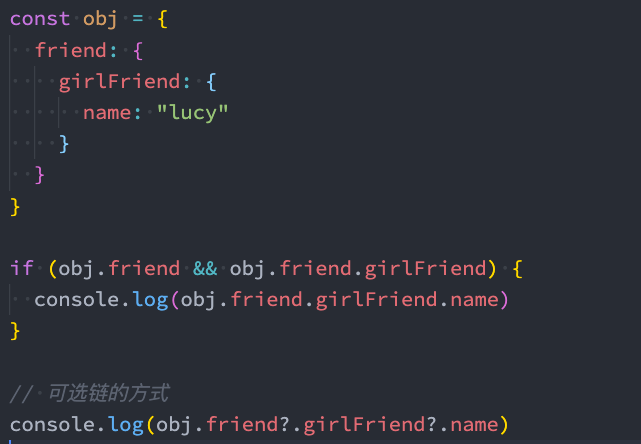 const obj = {
  friend: {
    girlFriend: {
      name: "lucy"
    }
  }
}

if (obj.friend && obj.friend.girlFriend) {
  console.log(obj.friend.girlFriend.name)
}

// 可选链的方式
console.log(obj.friend?.girlFriend?.name)